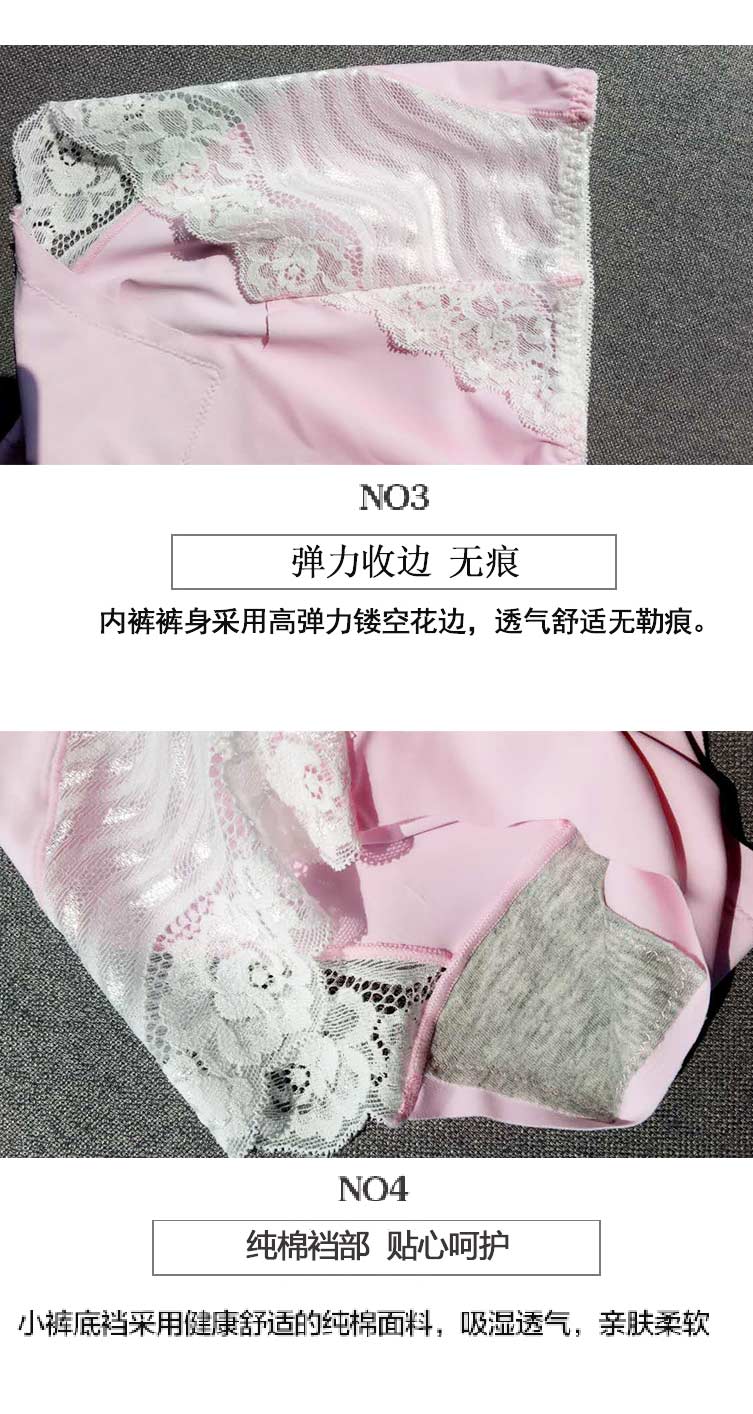 NO3
弹力收边 无痕
内裤裤身采用高弹力镂空花边，透气舒适无勒痕。
NO4
纯棉裆部 贴心呵护
小裤底裆采用健康舒适的纯棉面料，吸湿透气，亲肤柔软